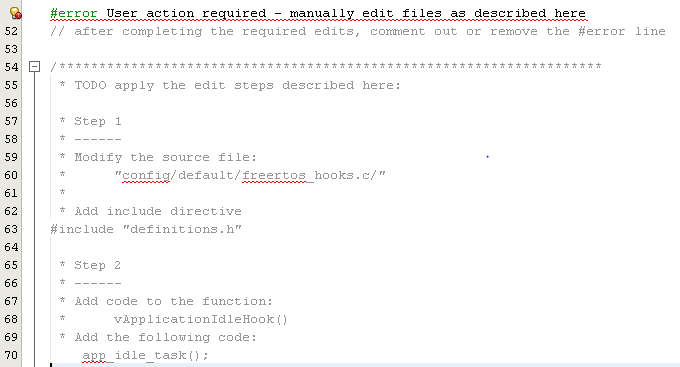 #error User action required - manually edit files as described here
52 // after completing the required edits, comment out or remove the #error line
53
54 /********************************************************************
55 * TODO apply the edit steps described here:
56
57 * Step 1
58 * ------
59 * Modify the source file:
60 * "config/default/freertos_hooks.c/"
61 *
62 * Add include directive
63 #include "definitions.h"
64
65 * Step 2
66 * ------
67 * Add code to the function:
68 * vApplicationIdleHook()
69 * Add the following code:
70 app_idle_task();